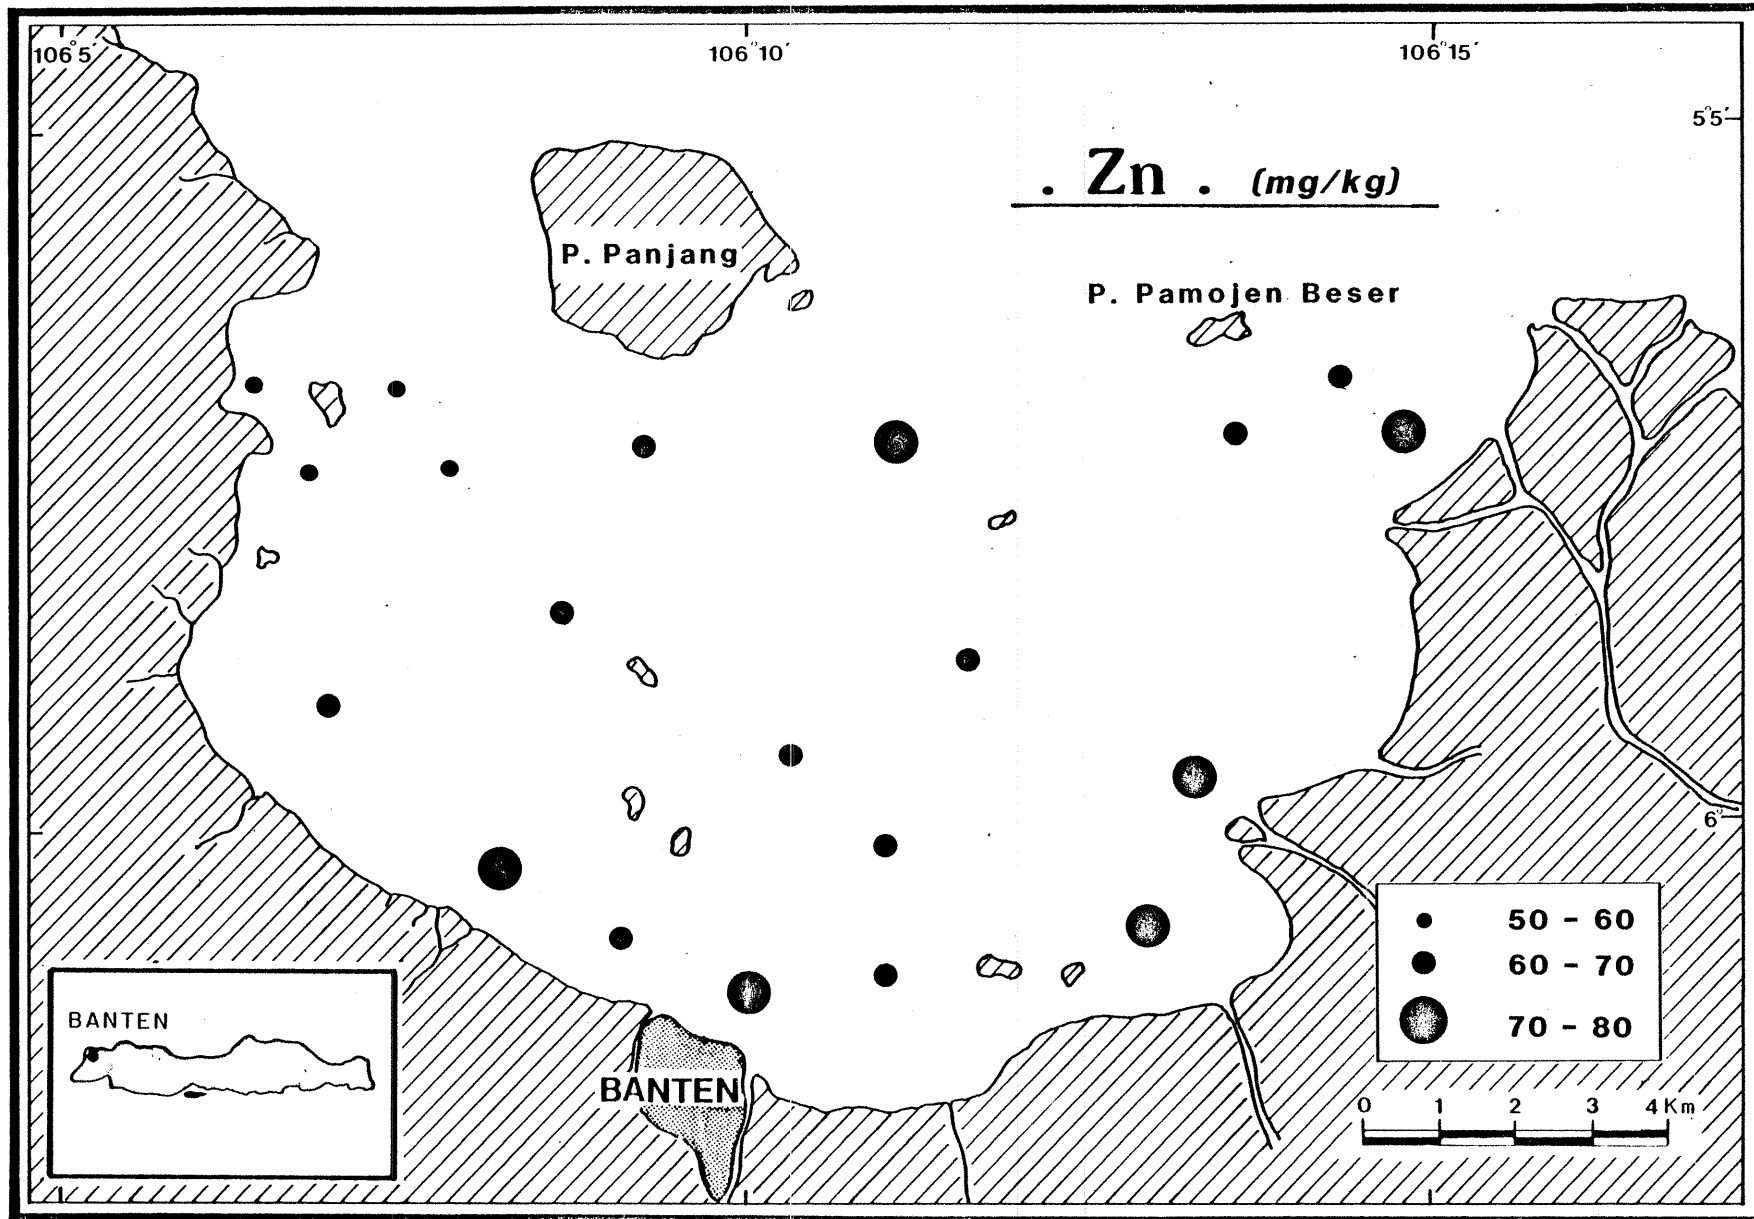 106°5′
106°10′
106°15′
5°5′
. Zn . (mg/kg)
P. Panjang
P. Pamojen Beser
6°
50 - 60
60 - 70
70 - 80
BANTEN
BANTEN
0 1 2 3 4 Km